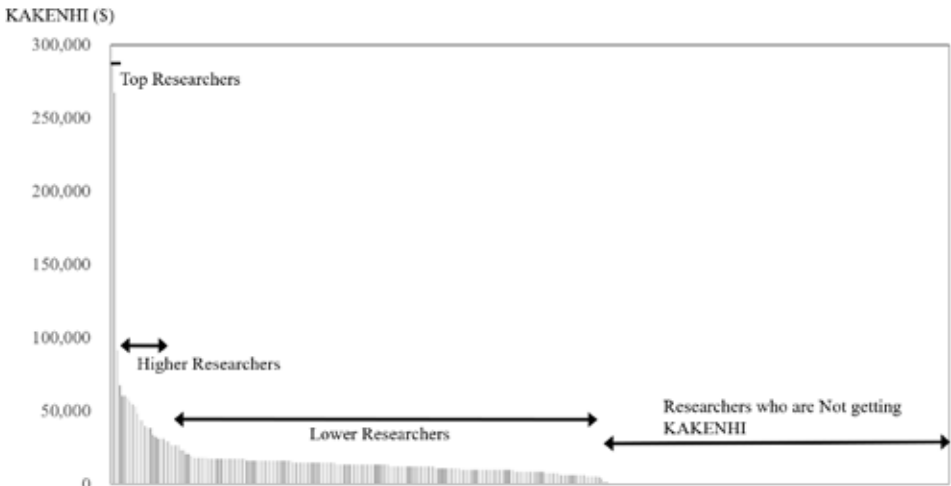 KAKENHI ($)
300,000
Top Researchers
250,000
200,000
150,000
100,000
Higher Researchers
50,000
Researchers who are Not getting
KAKENHI
Lower Researchers
0